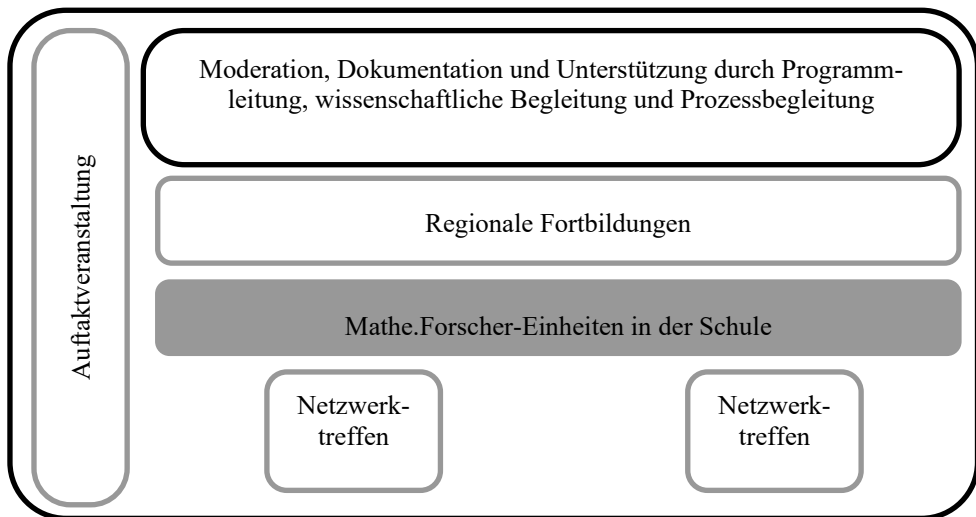 Auftaktveranstaltung
Moderation, Dokumentation und Unterstützung durch Programm-
leitung, wissenschaftliche Begleitung und Prozessbegleitung
Regionale Fortbildungen
Mathe.Forscher-Einheiten in der Schule
Netzwerk-
treffen
Netzwerk-
treffen